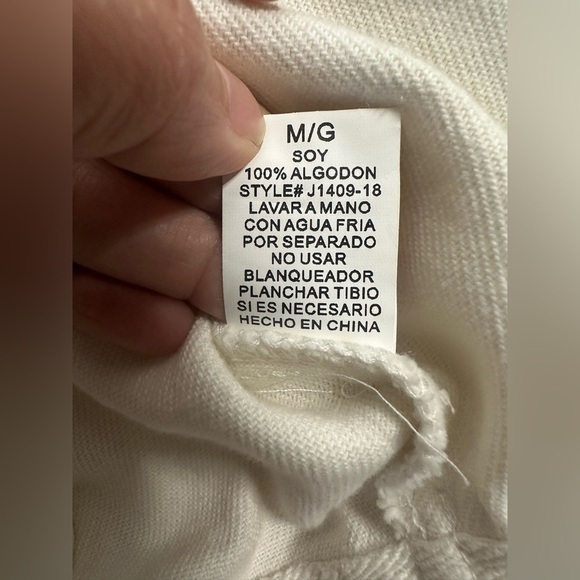 M/G
SOY
100% ALGODON
STYLE# J1409-18
LAVAR A MANO
CON AGUA FRIA
POR SEPARADO
NO USAR
BLANQUEADOR
PLANCHAR TIBIO
SI ES NECESARIO
HECHO EN CHINA